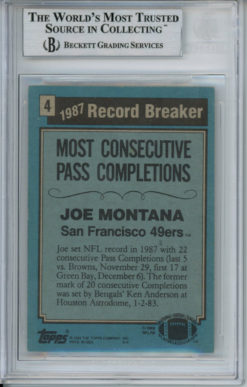 THE WORLD'S MOST TRUSTED
SOURCE IN COLLECTING™
BECKETT GRADING SERVICES
B
4
1987 Record Breaker
MOST CONSECUTIVE
PASS COMPLETIONS
JOE MONTANA
San Francisco 49ers
Joe set NFL record in 1987 with 22
consecutive Pass Completions (last 5
vs. Browns, November 29, first 17 at
Green Bay, December 6). The former
mark of 20 consecutive Completions
was set by Bengals' Ken Anderson at
Houston Astrodome, 1-2-83.
TOPPS